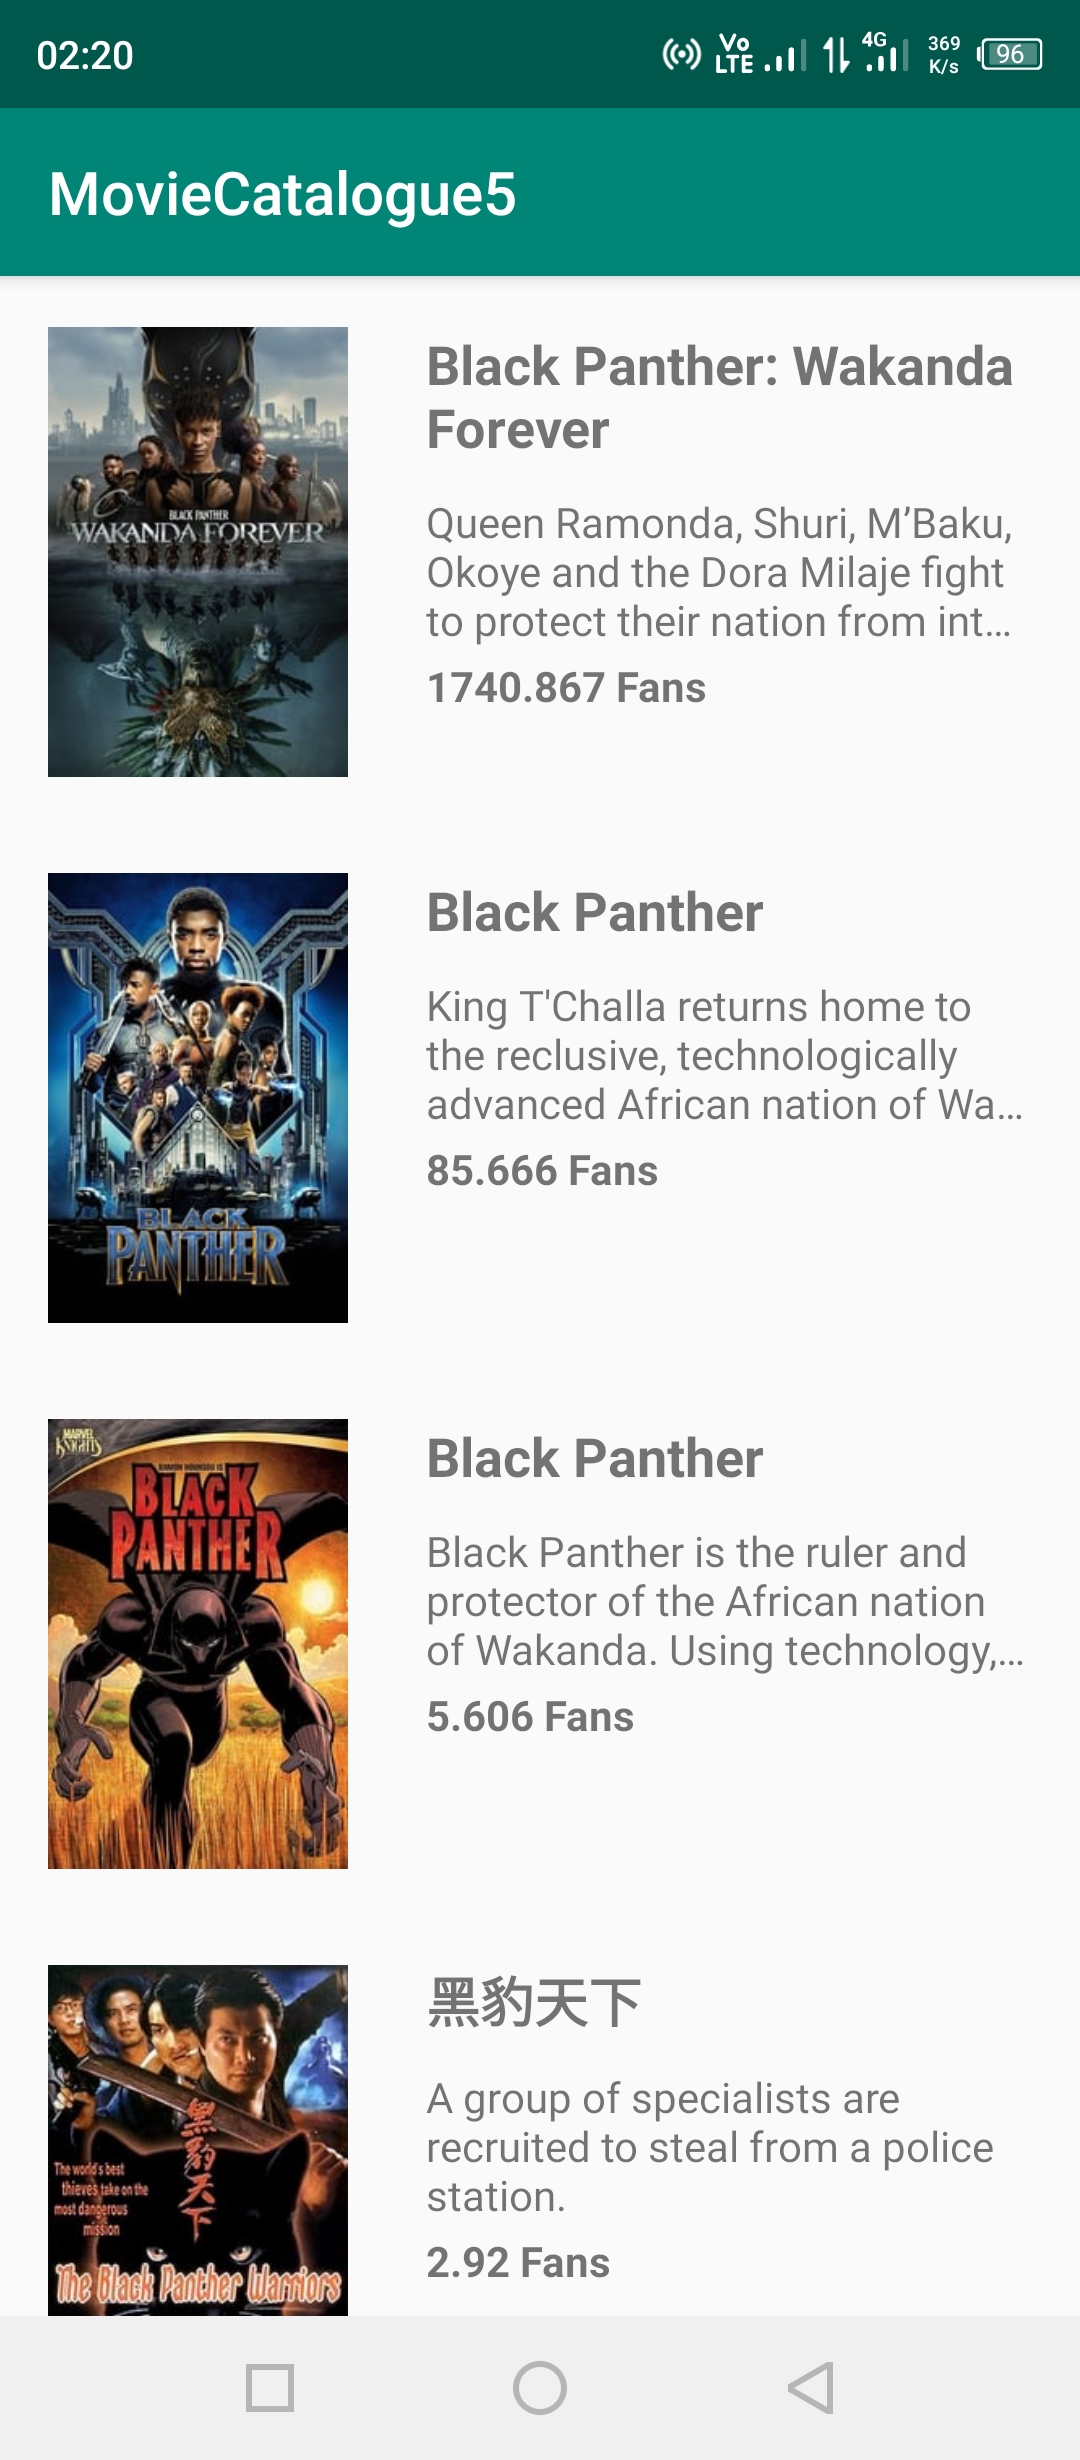 02:20
Vo
LTE
4G
369
K/s
96
MovieCatalogue5
BLACK PANTHER
WAKANDA FOREVER
Black Panther: Wakanda
Forever
Queen Ramonda, Shuri, M’Baku,
Okoye and the Dora Milaje fight
to protect their nation from int…
1740.867 Fans
BLACK
PANTHER
Black Panther
King T'Challa returns home to
the reclusive, technologically
advanced African nation of Wa…
85.666 Fans
MARVEL
KNIGHTS
BLACK
PANTHER
Black Panther
Black Panther is the ruler and
protector of the African nation
of Wakanda. Using technology,…
5.606 Fans
黑豹天下
The world's best
thieves take on the
most dangerous
mission
The Black Panther Warriors
黑豹天下
A group of specialists are
recruited to steal from a police
station.
2.92 Fans